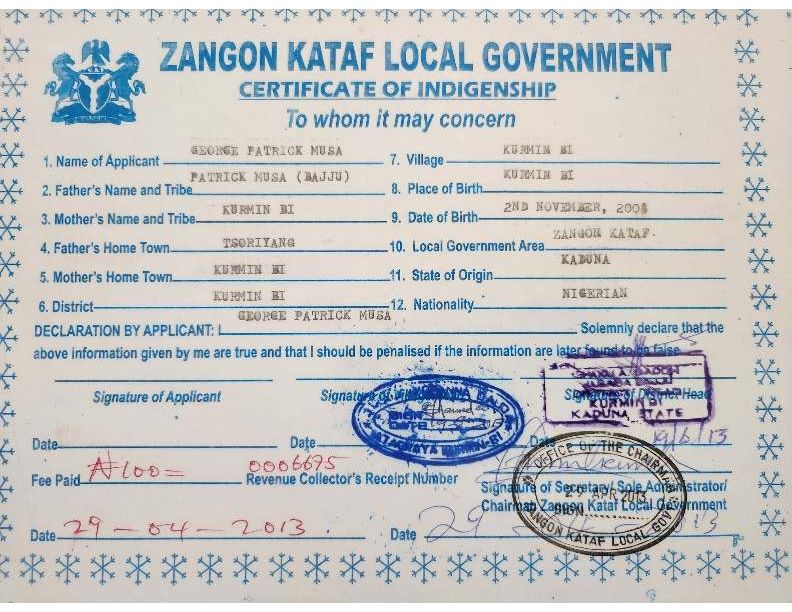 ZANGON KATAF LOCAL GOVERNMENT
CERTIFICATE OF INDIGENSHIP
To whom it may concern
1. Name of Applicant GEORGE PATRICK MUSA 7. Village KURMIN BI
2. Father's Name and Tribe PATRICK MUSA (BAJJU) 8. Place of Birth KURMIN BI
3. Mother's Name and Tribe KURMIN BI 9. Date of Birth 2ND NOVEMBER,
4. Father's Home Town TSORIYANG 10. Local Government Area ZANGON KATAF.
5. Mother's Home Town KURMIN BI 11. State of Origin KADUNA
6. District KURMIN BI 12. Nationality NIGERIAN
DECLARATION BY APPLICANT: I GEORGE PATRICK MUSA Solemnly declare that the
above information given by me are true and that I should be penalised if the information are later found to be false
Signature of Applicant Signature of Signature of District Head
KURMIN BI
KADUNA STATE
Date Date Date 19/6/13
Fee Paid ₦100= 0006675 Revenue Collector's Receipt Number
Signature of Secretary/ Sole Administrator/
Chairman Zangon Kataf Local Government
OFFICE OF THE CHAIRMAN
APR 2013
SIGN
ZANGON KATAF LOCAL GOVT
Date 29-04-2013 Date 29